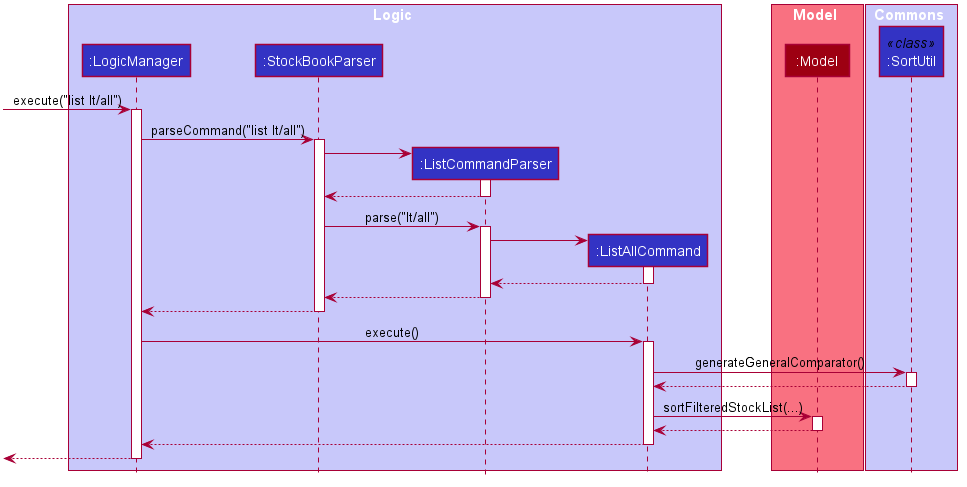 Logic
Model
Commons
:LogicManager
:StockBookParser
:Model
«class»
:SortUtil
execute("list lt/all")
parseCommand("list lt/all")
:ListCommandParser
parse("lt/all")
:ListAllCommand
execute()
generateGeneralComparator()
sortFilteredStockList(...)